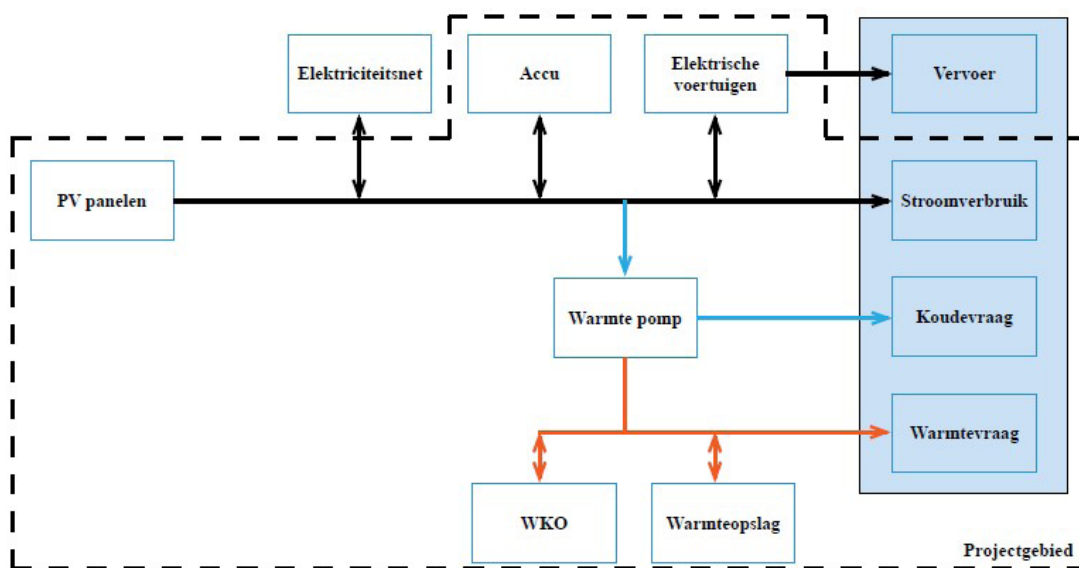 Elektriciteitsnet
Accu
Elektrische
voertuigen
Vervoer
PV panelen
Stroomverbruik
Warmte pomp
Koudevraag
Warmtevraag
WKO
Warmteopslag
Projectgebied